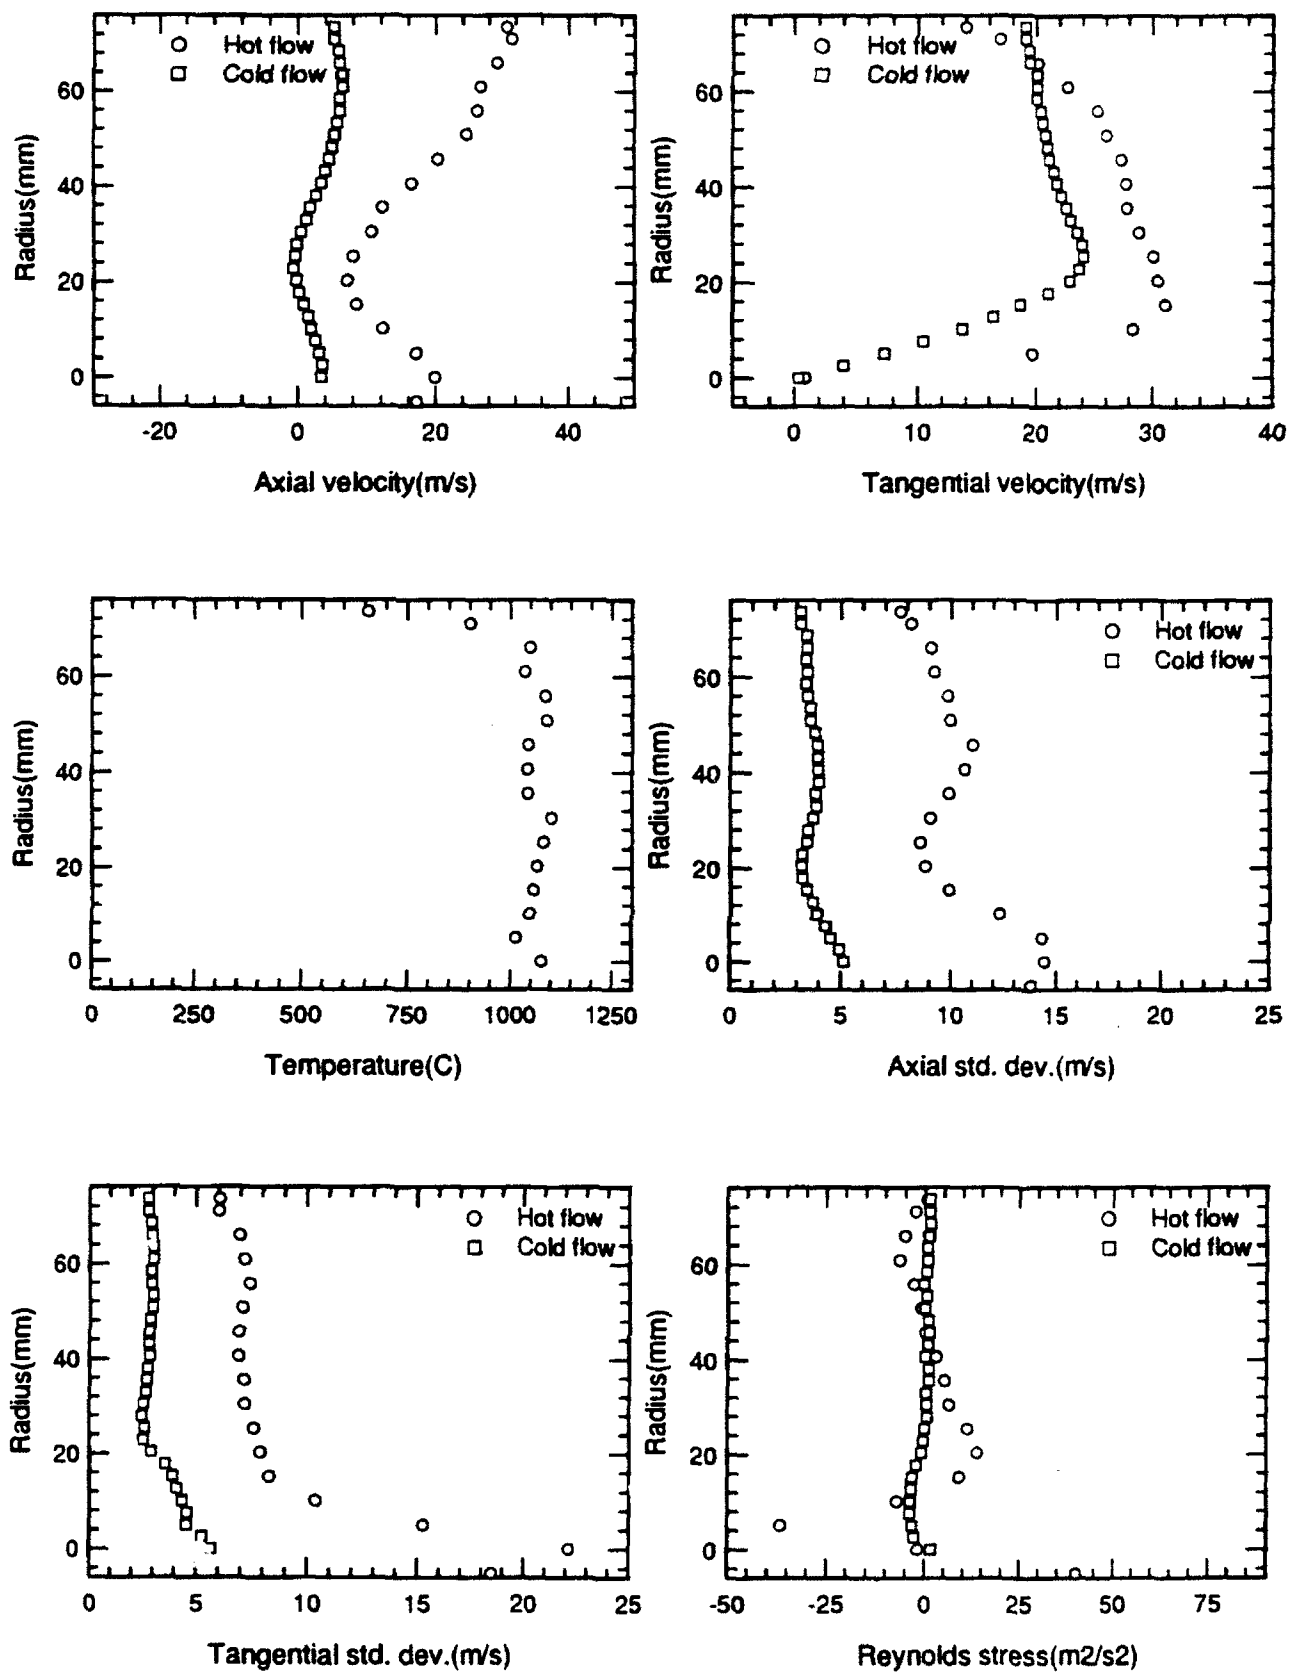 Hot flow
Cold flow
60
40
20
0
Radius(mm)
-20 0 20 40
Axial velocity(m/s)
Hot flow
Cold flow
60
40
20
0
Radius(mm)
0 10 20 30 40
Tangential velocity(m/s)
60
40
20
0
Radius(mm)
0 250 500 750 1000 1250
Temperature(C)
Hot flow
Cold flow
60
40
20
0
Radius(mm)
0 5 10 15 20 25
Axial std. dev.(m/s)
Hot flow
Cold flow
60
40
20
0
Radius(mm)
0 5 10 15 20 25
Tangential std. dev.(m/s)
Hot flow
Cold flow
60
40
20
0
Radius(mm)
-50 -25 0 25 50 75
Reynolds stress(m2/s2)